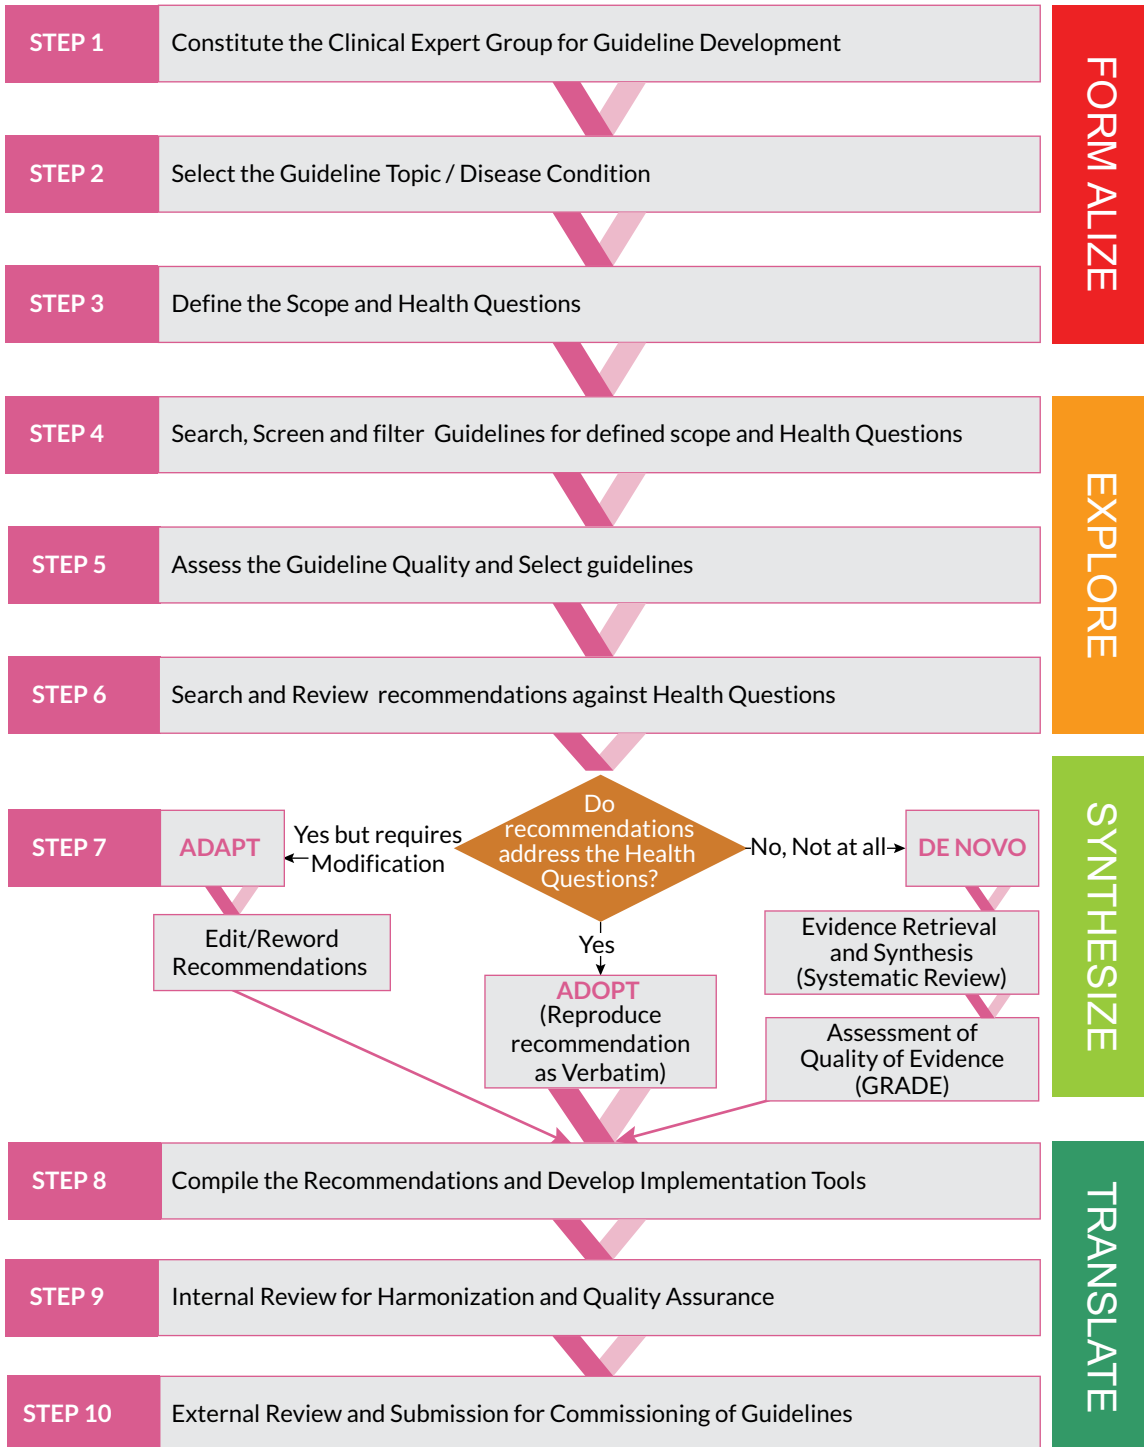 STEP 1
Constitute the Clinical Expert Group for Guideline Development
FORM ALIZE
STEP 2
Select the Guideline Topic / Disease Condition
STEP 3
Define the Scope and Health Questions
STEP 4
Search, Screen and filter  Guidelines for defined scope and Health Questions
EXPLORE
STEP 5
Assess the Guideline Quality and Select guidelines
STEP 6
Search and Review  recommendations against Health Questions
STEP 7
ADAPT
Yes but requires
Modification
Do
recommendations
address the Health
Questions?
No, Not at all
DE NOVO
SYNTHESIZE
Edit/Reword
Recommendations
Yes
ADOPT
(Reproduce
recommendation
as Verbatim)
Evidence Retrieval
and Synthesis
(Systematic Review)
Assessment of
Quality of Evidence
(GRADE)
STEP 8
Compile the Recommendations and Develop Implementation Tools
TRANSLATE
STEP 9
Internal Review for Harmonization and Quality Assurance
STEP 10
External Review and Submission for Commissioning of Guidelines